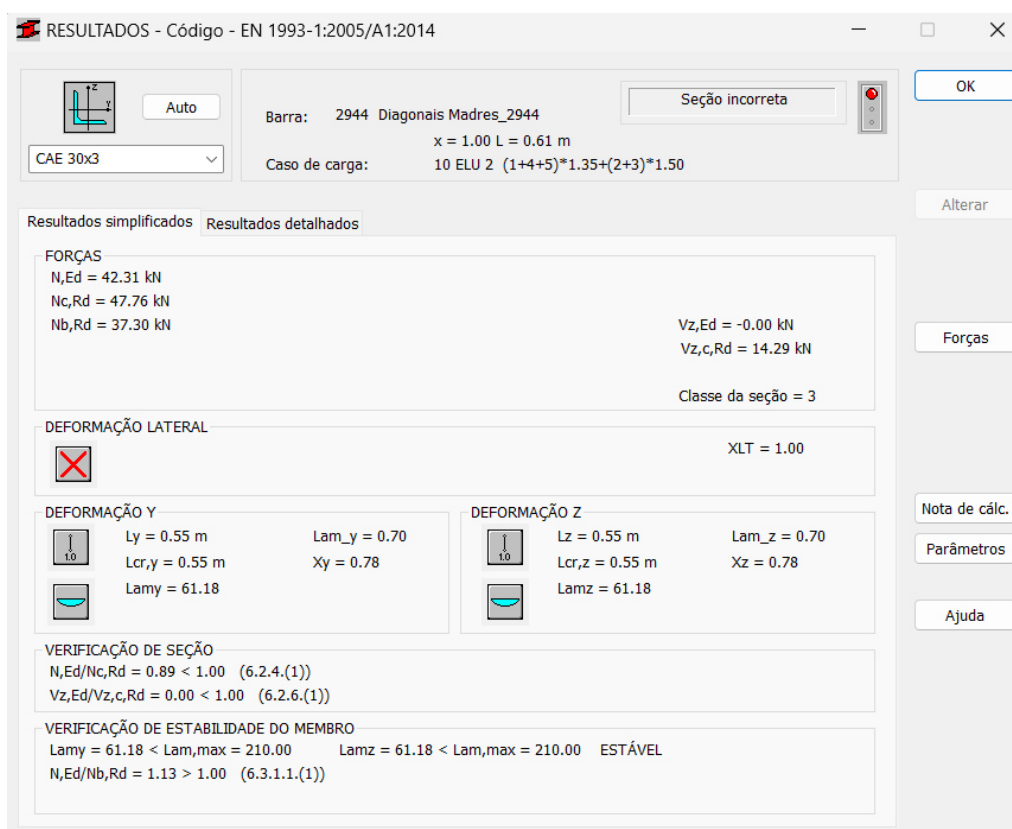 RESULTADOS - Código - EN 1993-1:2005/A1:2014
z
y
Auto
CAE 30x3
Barra: 2944 Diagonais Madres_2944
x = 1.00 L = 0.61 m
Caso de carga: 10 ELU 2 (1+4+5)*1.35+(2+3)*1.50
Seção incorreta
OK
Alterar
Resultados simplificados Resultados detalhados
FORÇAS
N,Ed = 42.31 kN
Nc,Rd = 47.76 kN
Nb,Rd = 37.30 kN
Vz,Ed = -0.00 kN
Vz,c,Rd = 14.29 kN
Classe da seção = 3
Forças
DEFORMAÇÃO LATERAL
XLT = 1.00
DEFORMAÇÃO Y
1.0
Ly = 0.55 m Lam_y = 0.70
Lcr,y = 0.55 m Xy = 0.78
Lamy = 61.18
DEFORMAÇÃO Z
1.0
Lz = 0.55 m Lam_z = 0.70
Lcr,z = 0.55 m Xz = 0.78
Lamz = 61.18
Nota de cálc.
Parâmetros
Ajuda
VERIFICAÇÃO DE SEÇÃO
N,Ed/Nc,Rd = 0.89 < 1.00 (6.2.4.(1))
Vz,Ed/Vz,c,Rd = 0.00 < 1.00 (6.2.6.(1))
VERIFICAÇÃO DE ESTABILIDADE DO MEMBRO
Lamy = 61.18 < Lam,max = 210.00 Lamz = 61.18 < Lam,max = 210.00 ESTÁVEL
N,Ed/Nb,Rd = 1.13 > 1.00 (6.3.1.1.(1))